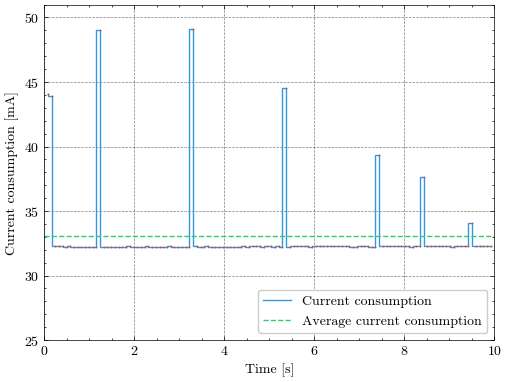 50
45
40
35
30
25
Current consumption [mA]
Current consumption
Average current consumption
0 2 4 6 8 10
Time [s]